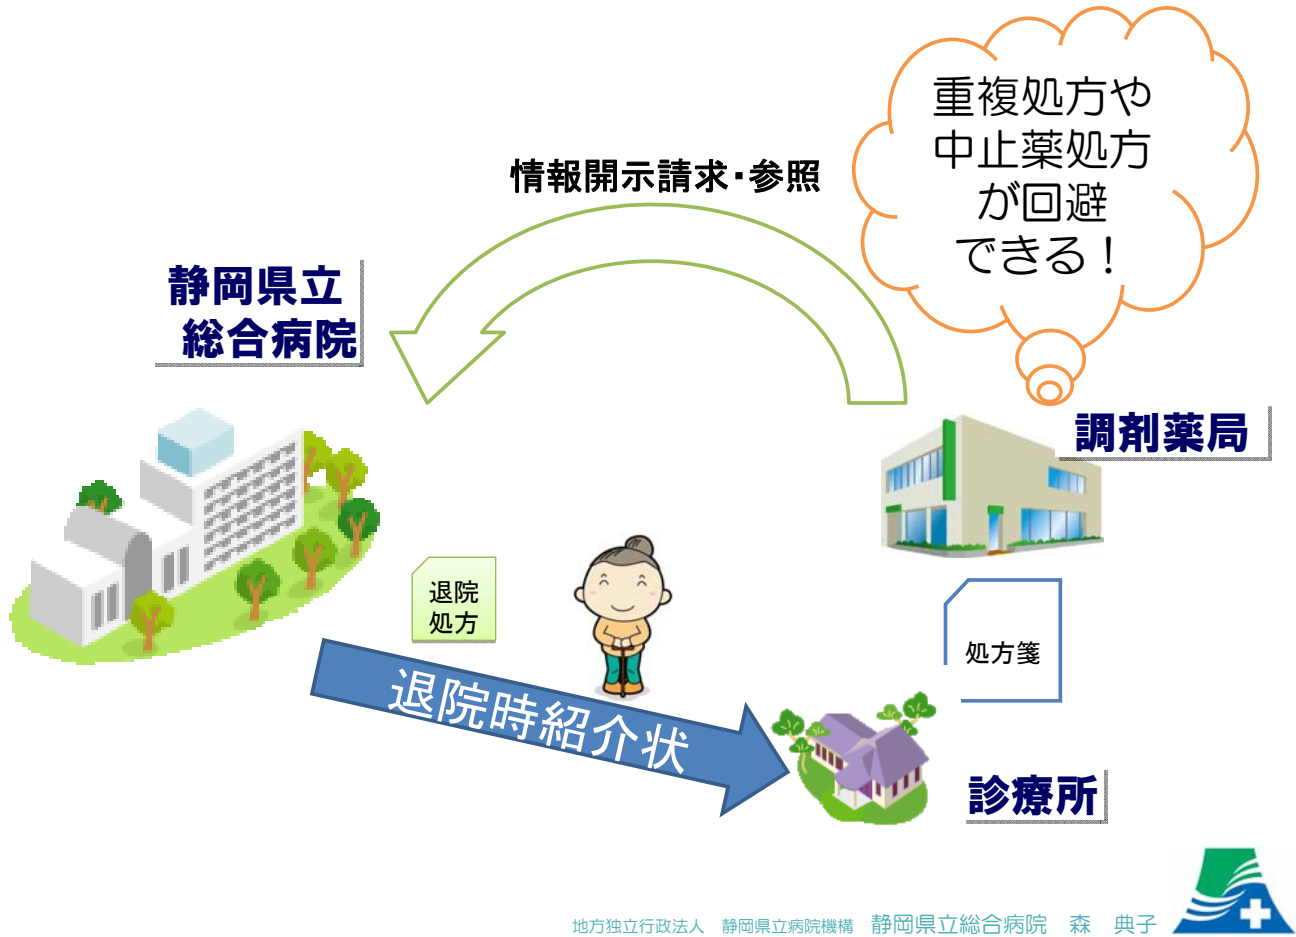 重複処方や
中止薬処方
が回避
できる！
情報開示請求・参照
静岡県立
総合病院
調剤薬局
退院
処方
処方箋
退院時紹介状
診療所
地方独立行政法人　静岡県立病院機構　静岡県立総合病院　森　典子